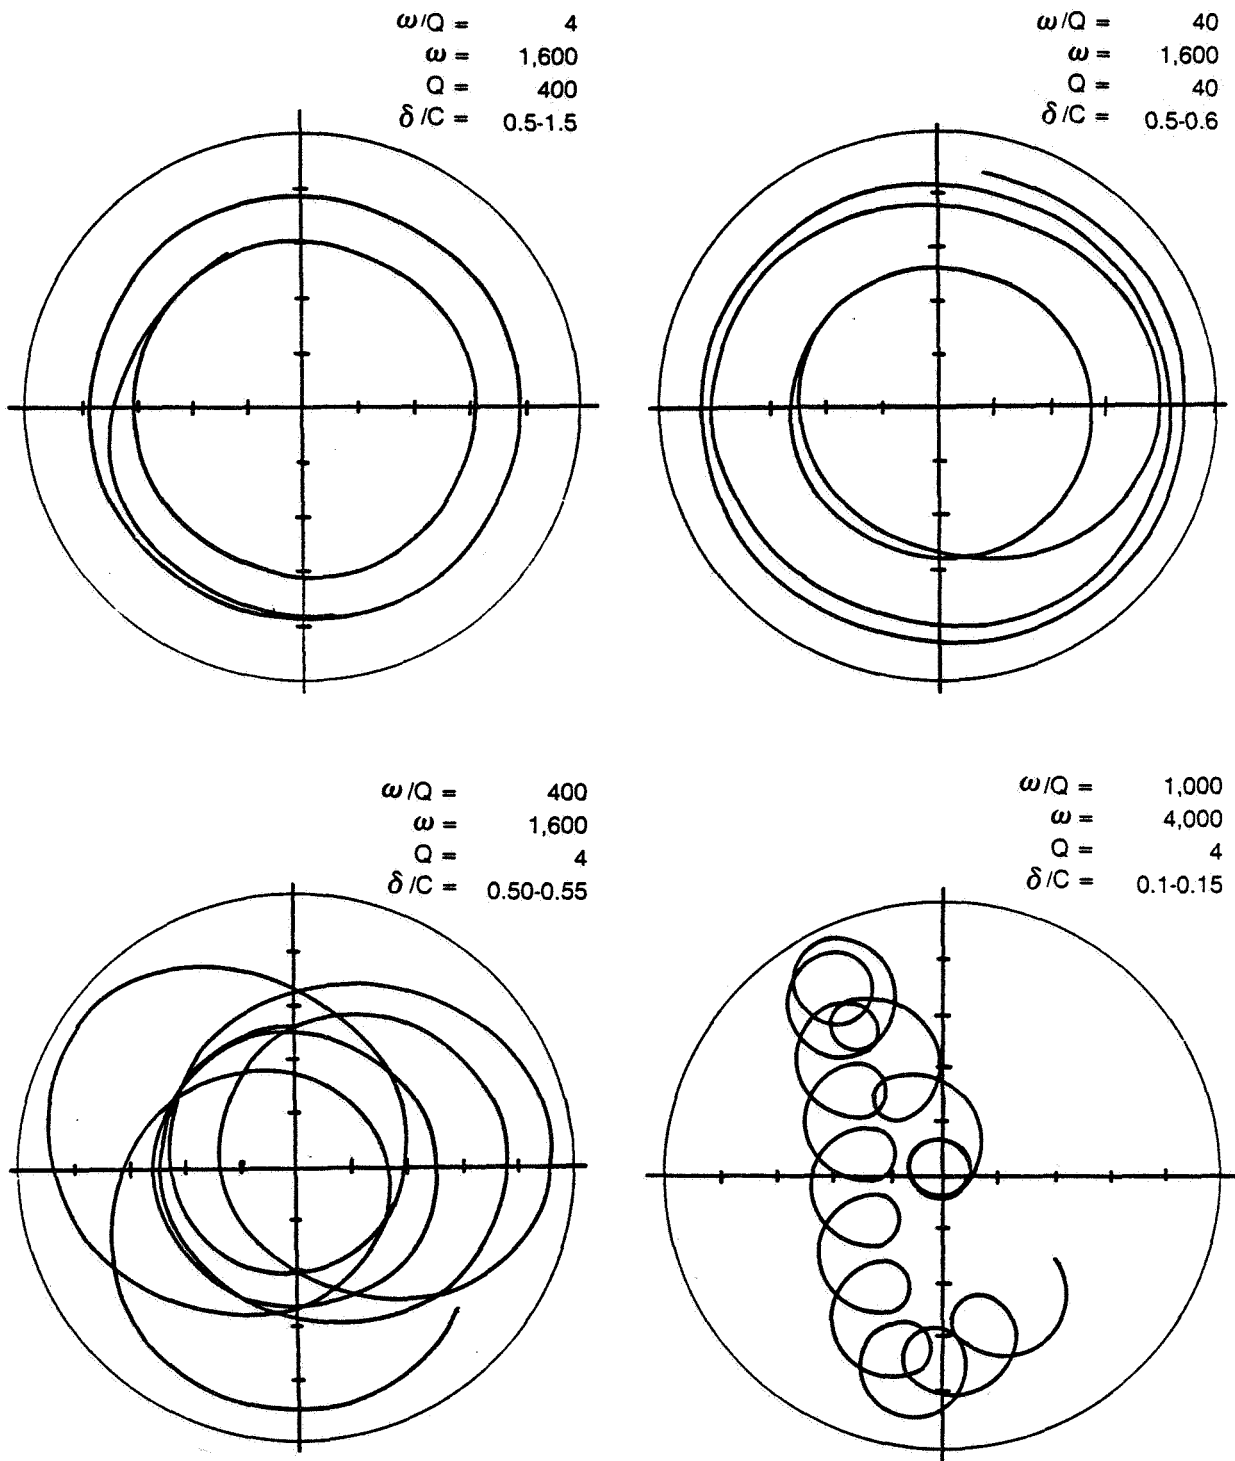 ω/Q = 4
ω = 1,600
Q = 400
δ/C = 0.5-1.5
ω/Q = 40
ω = 1,600
Q = 40
δ/C = 0.5-0.6
ω/Q = 400
ω = 1,600
Q = 4
δ/C = 0.50-0.55
ω/Q = 1,000
ω = 4,000
Q = 4
δ/C = 0.1-0.15